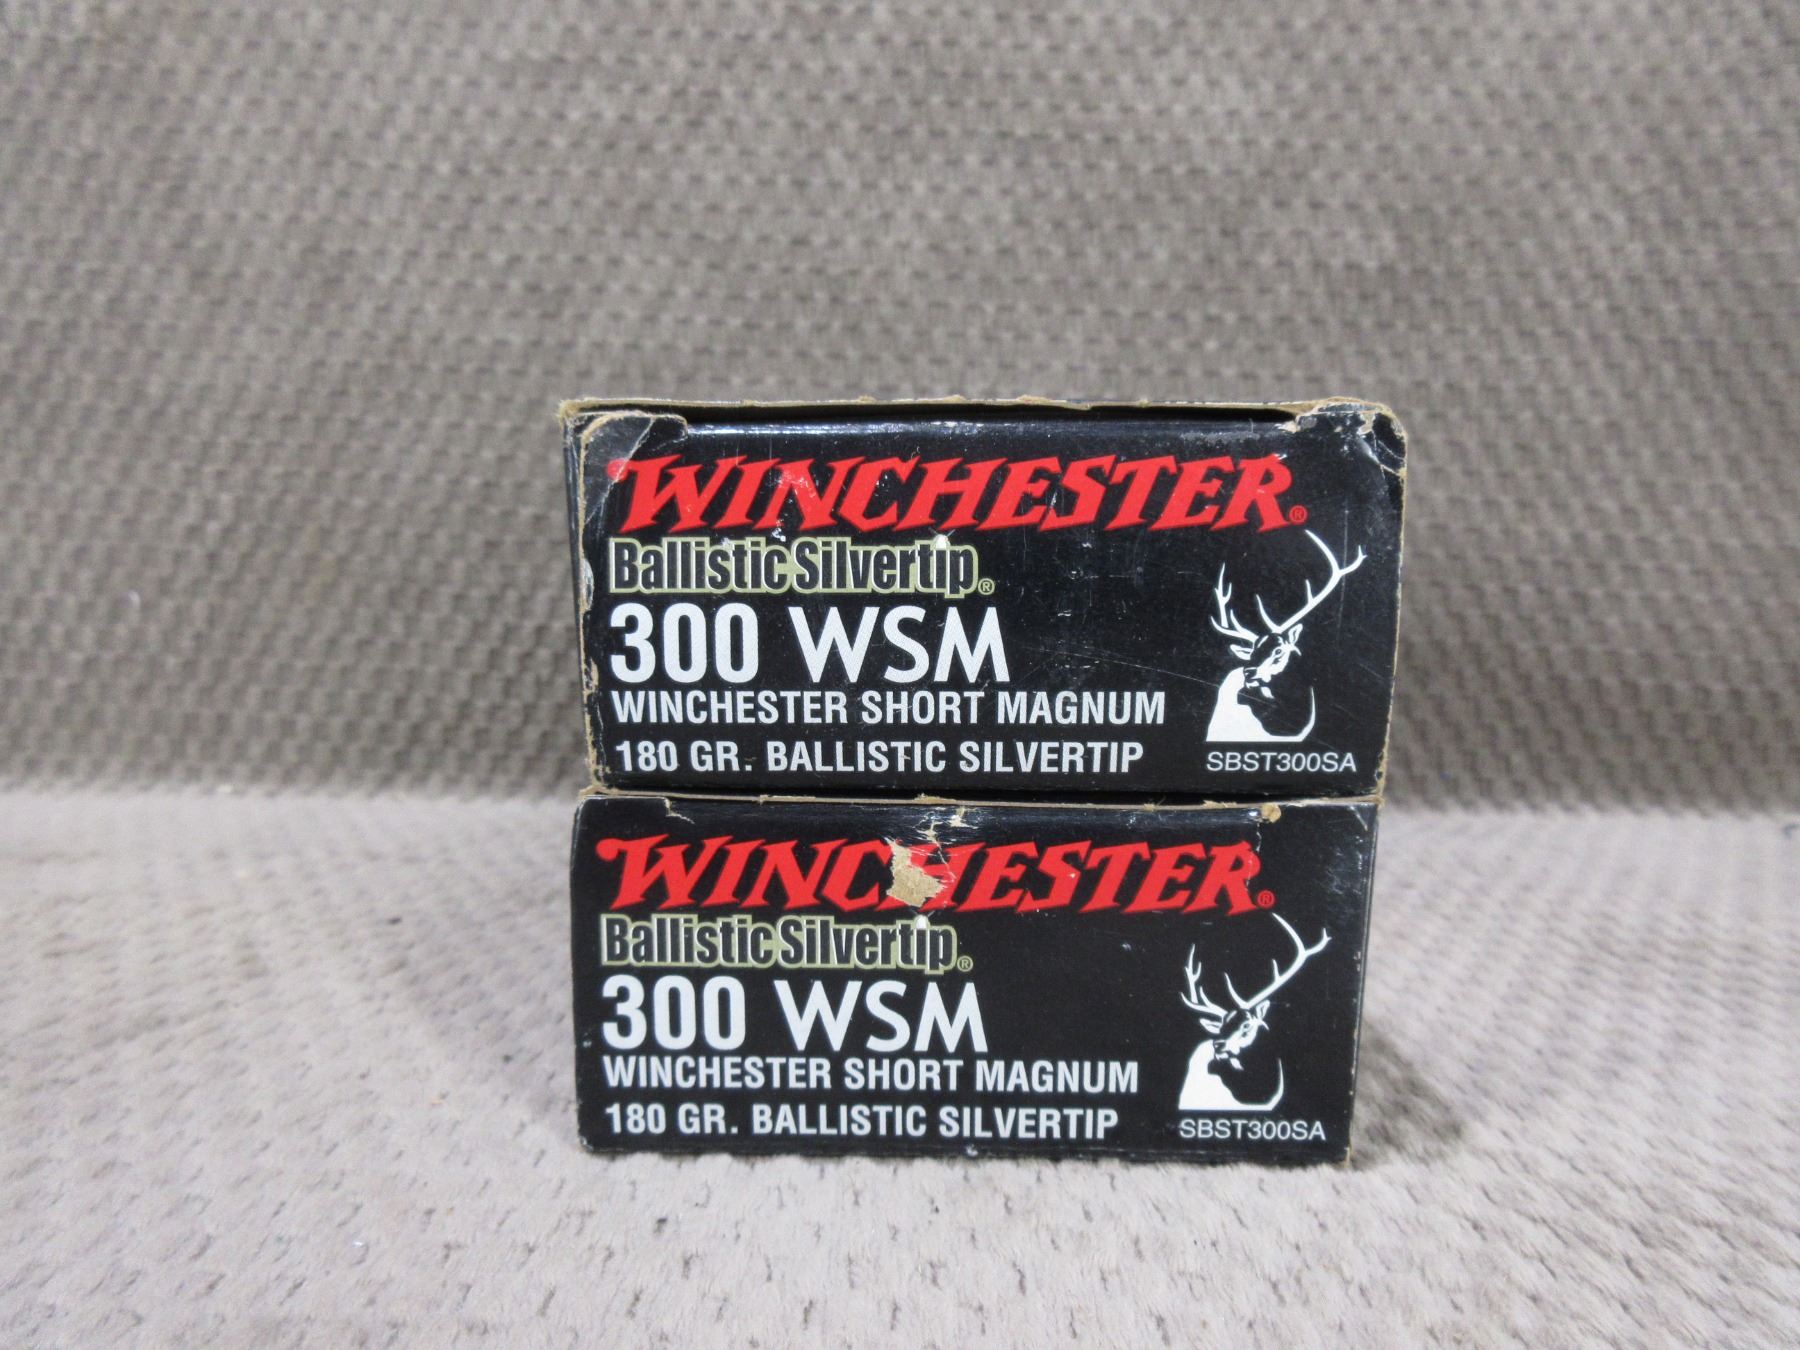 WINCHESTER®
Ballistic Silvertip®
300 WSM
WINCHESTER SHORT MAGNUM
180 GR. BALLISTIC SILVERTIP
SBST300SA
WINCHESTER®
Ballistic Silvertip®
300 WSM
WINCHESTER SHORT MAGNUM
180 GR. BALLISTIC SILVERTIP
SBST300SA